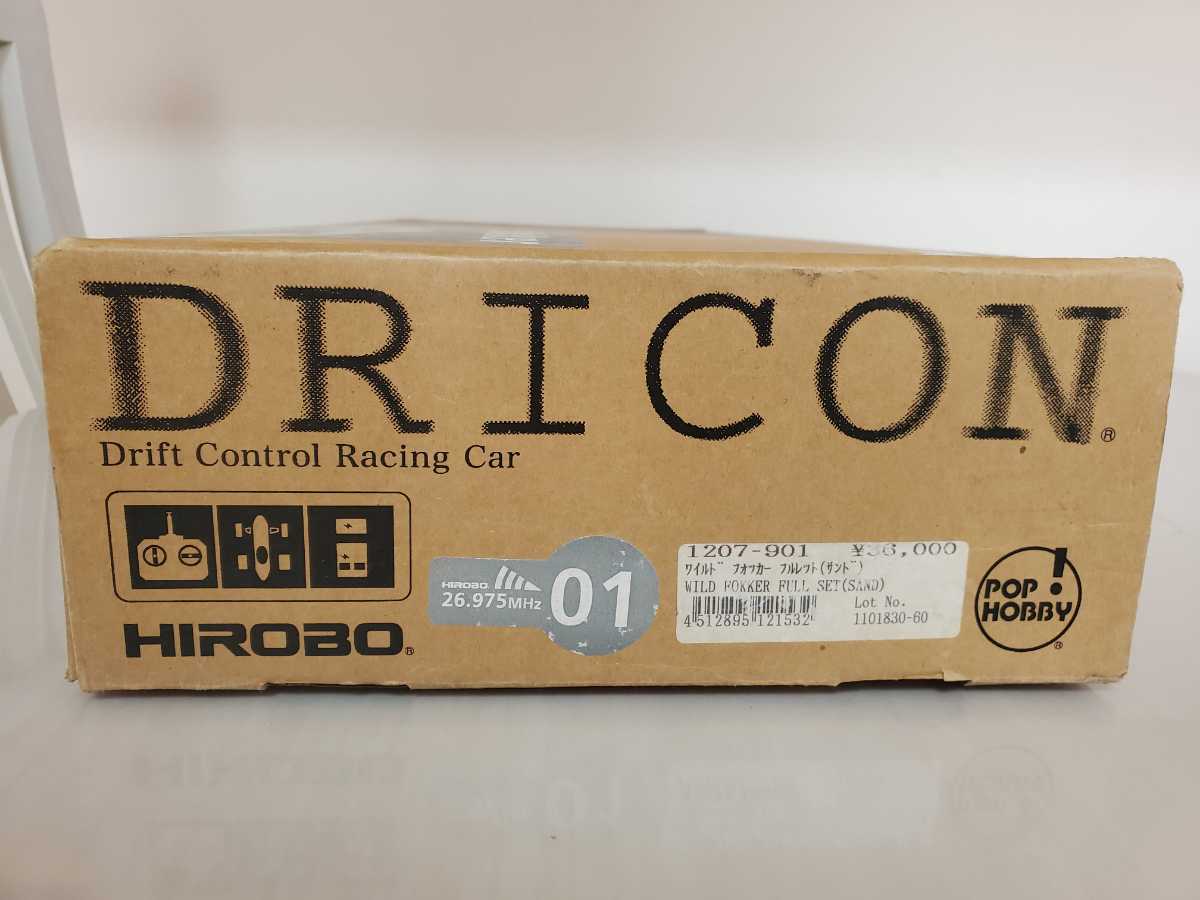 DRICON®
Drift Control Racing Car
HIROBO®
HIROBO
26.975MHz
01
1207-901 ¥36,000
ワイルド フォッカー フルセット(サンド)
WILD FOKKER FULL SET(SAND)
4512895121532
Lot No.
1101830-60
POP!
HOBBY
®